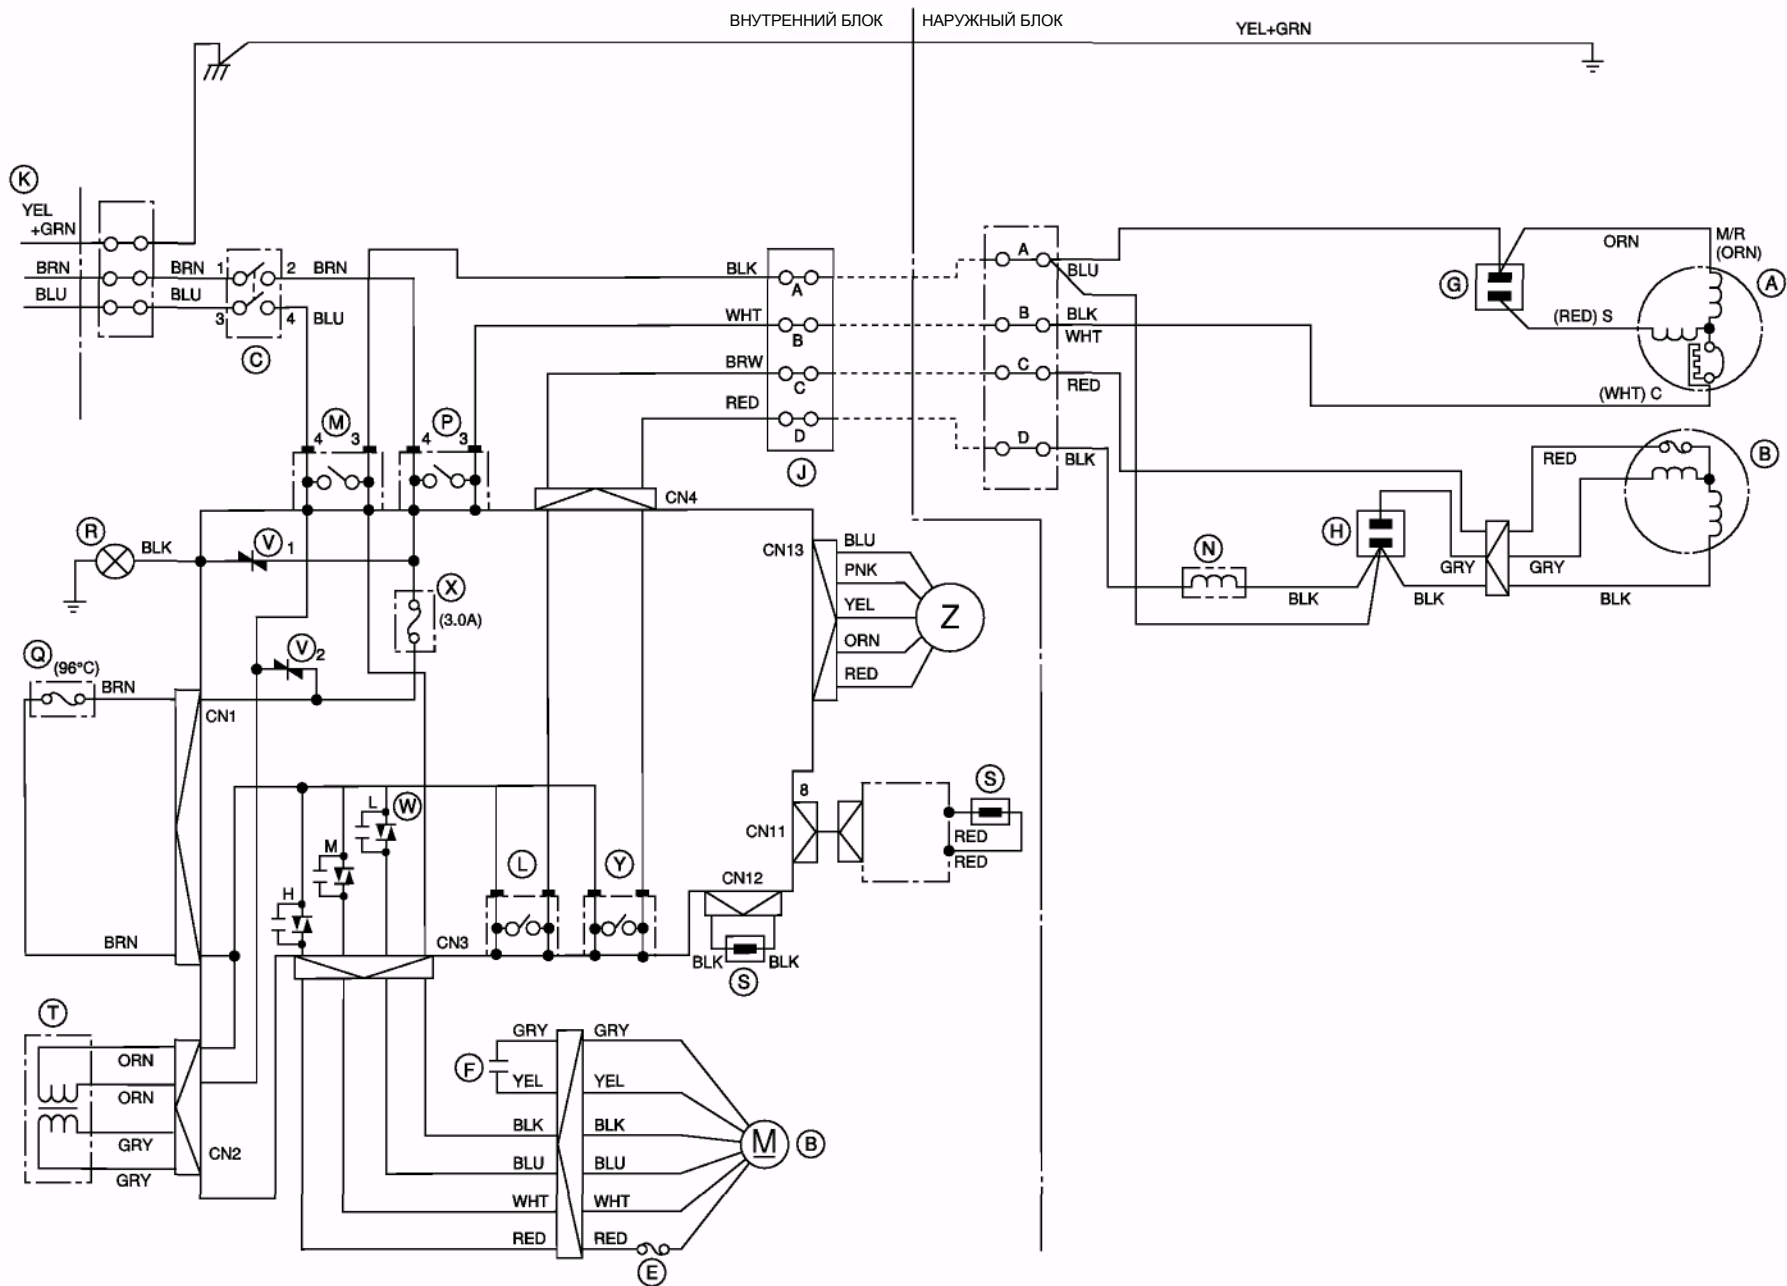 ВНУТРЕННИЙ БЛОК НАРУЖНЫЙ БЛОК
YEL+GRN
K
YEL
+GRN
BRN BRN 1 2 BRN
BLU BLU 3 4 BLU
C
BLK A
WHT B
BRW C
RED D
J
A BLU
B BLK
WHT
C RED
D BLK
ORN
M/R
(ORN)
G
A
(RED) S
(WHT) C
RED
B
H
N
GRY GRY
BLK BLK BLK
M
4 3
P
4 3
CN4
R
BLK
V 1
X
(3.0A)
V 2
Q
(96°C)
BRN
CN1
CN13
BLU
PNK
YEL
ORN
RED
Z
L
W
M
H
L
Y
8
CN11
S
RED
RED
CN12
BLK BLK
S
BRN
CN3
T
ORN
ORN
GRY
GRY
CN2
F
GRY GRY
YEL YEL
BLK BLK
BLU BLU
WHT WHT
RED RED
M
B
E